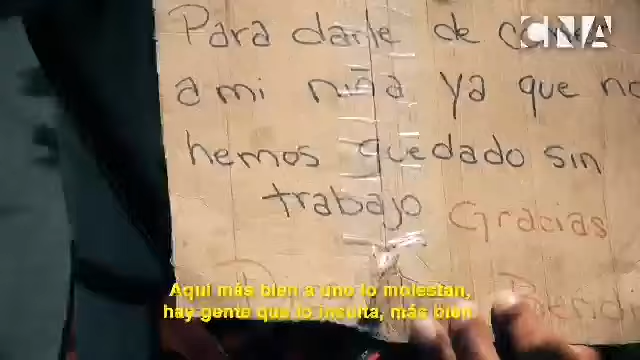 CNA
Para darle de comer
a mi niña ya que no
hemos quedado sin
trabajo Gracias
Aquí más bien a uno lo molestan,
hay gente que lo insulta, más bien